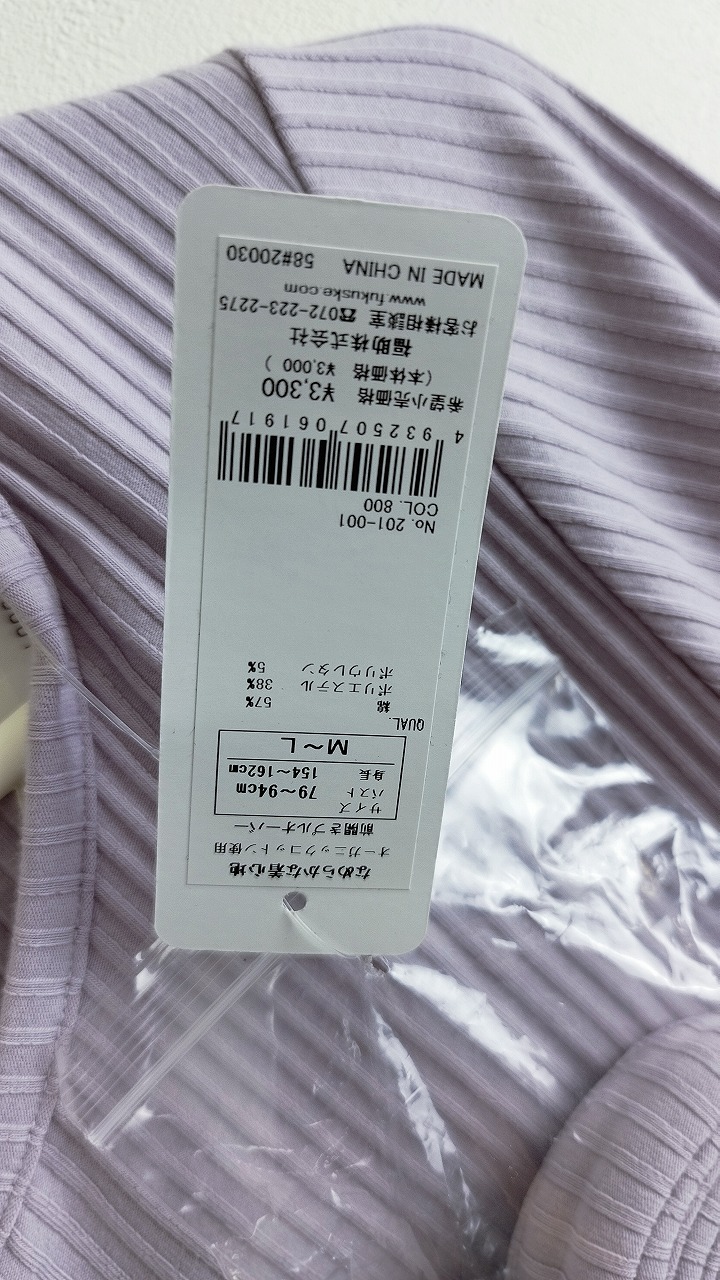 なめらかな着心地
オーガニックコットン使用
前開きプルオーバー
サイズ
バスト 79～94cm
身長 154～162cm
M～L
QUAL.
綿 57%
ポリエステル 38%
ポリウレタン 5%
No. 201-001
COL. 800
4 932507 061917
希望小売価格 ¥3,300
（本体価格 ¥3,000 ）
福助株式会社
お客様相談室 ☎072-223-2275
www.fukuske.com
MADE IN CHINA 58#20030